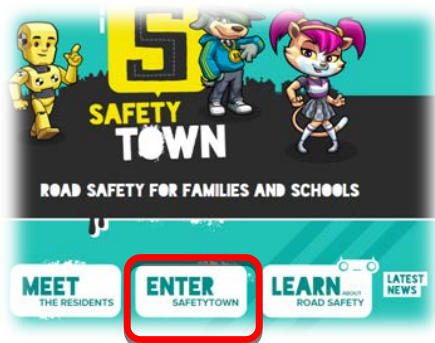 S
SAFETY
TOWN
ROAD SAFETY FOR FAMILIES AND SCHOOLS
MEET
THE RESIDENTS
ENTER
SAFETYTOWN
LEARN ABOUT
ROAD SAFETY
LATEST
NEWS